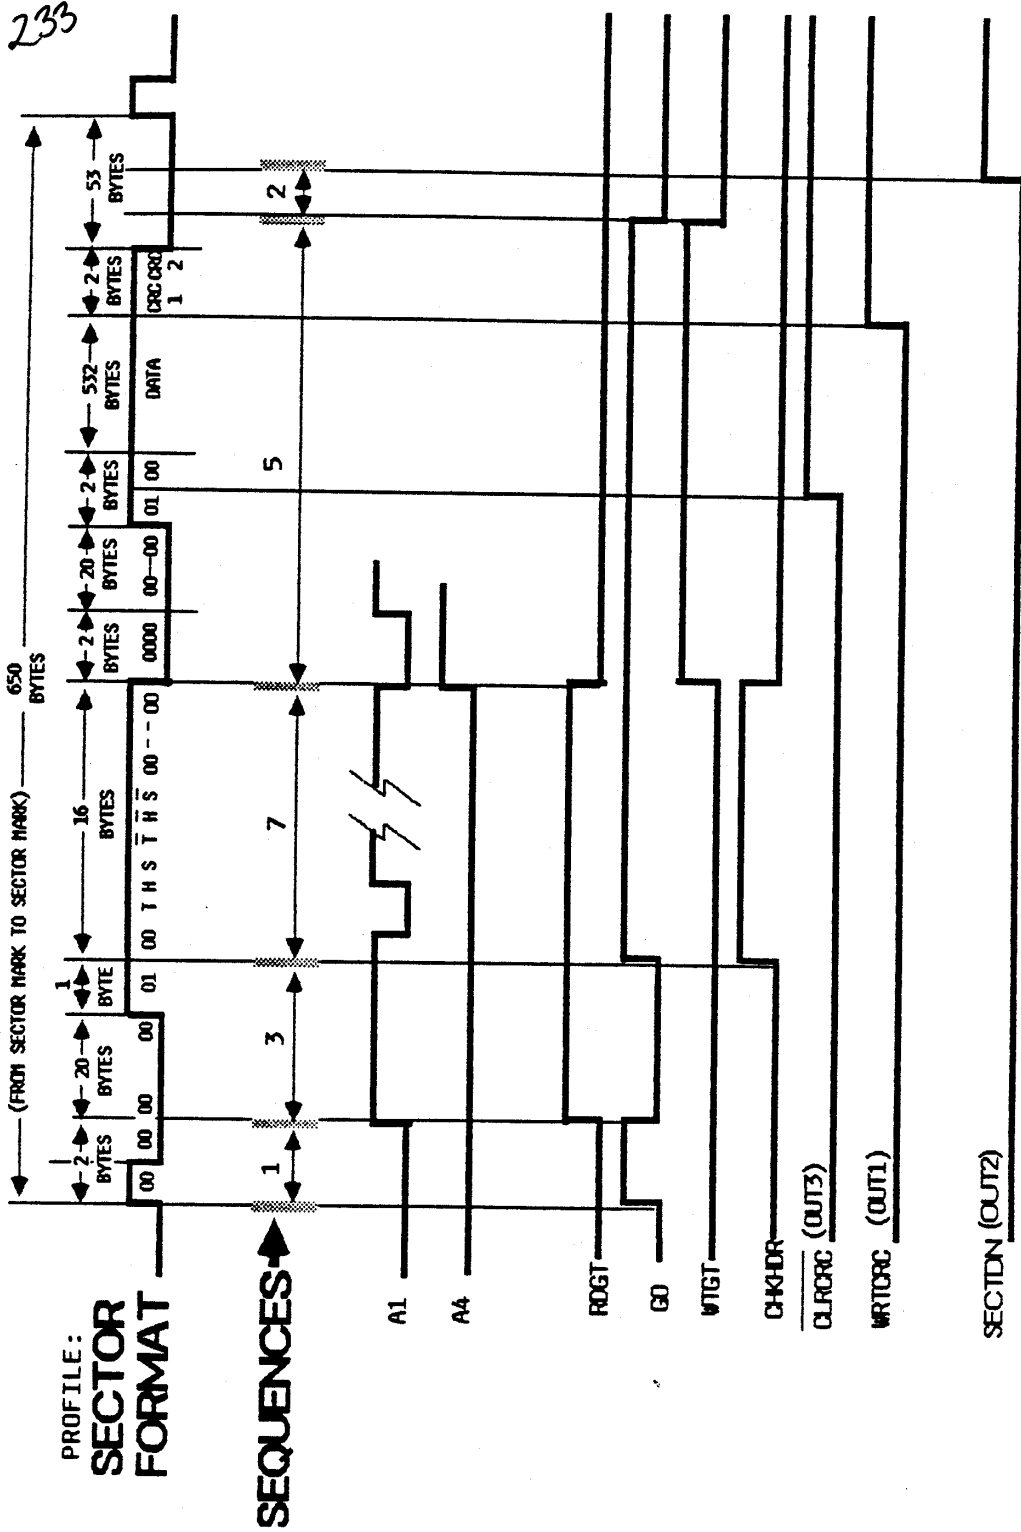 233
PROFILE:
SECTOR
FORMAT
(FROM SECTOR MARK TO SECTOR MARK)
650
BYTES
2
BYTES
20
BYTES
1
BYTE
16
BYTES
2
BYTES
20
BYTES
2
BYTES
532
BYTES
2
BYTES
53
BYTES
00 00 00 00 01 00 T H S T̅ H̅ S̅ 00 -- 00 0000 00—00 01 00 DATA CRC CRC
1 2
SEQUENCES
1 3 7 5 2
A1
A4
RDGT
GO
WTGT
CHKHDR
C̅L̅R̅C̅R̅C̅ (OUT3)
WRTCRC (OUT1)
SECTDN (OUT2)